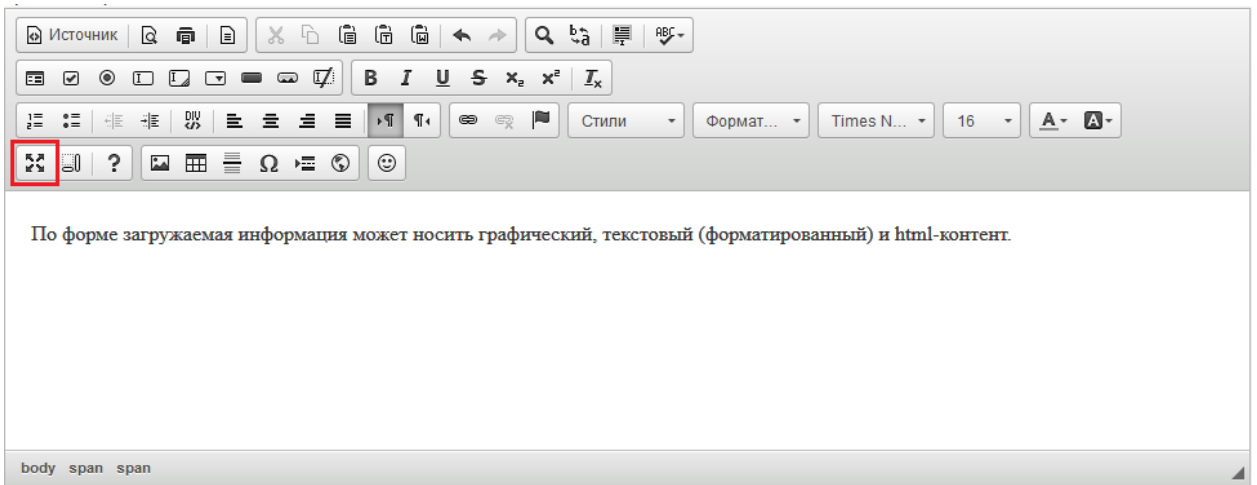 Источник
Стили Формат... Times N... 16
По форме загружаемая информация может носить графический, текстовый (форматированный) и html-контент.
body span span